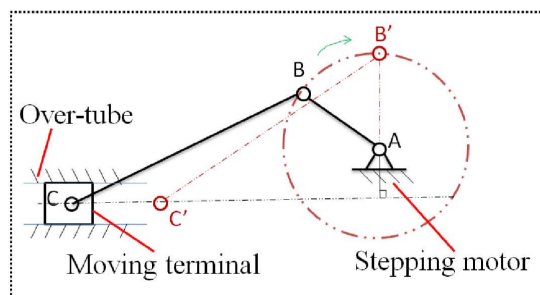 B'
B
Over-tube
A
C
C'
Moving terminal
Stepping motor